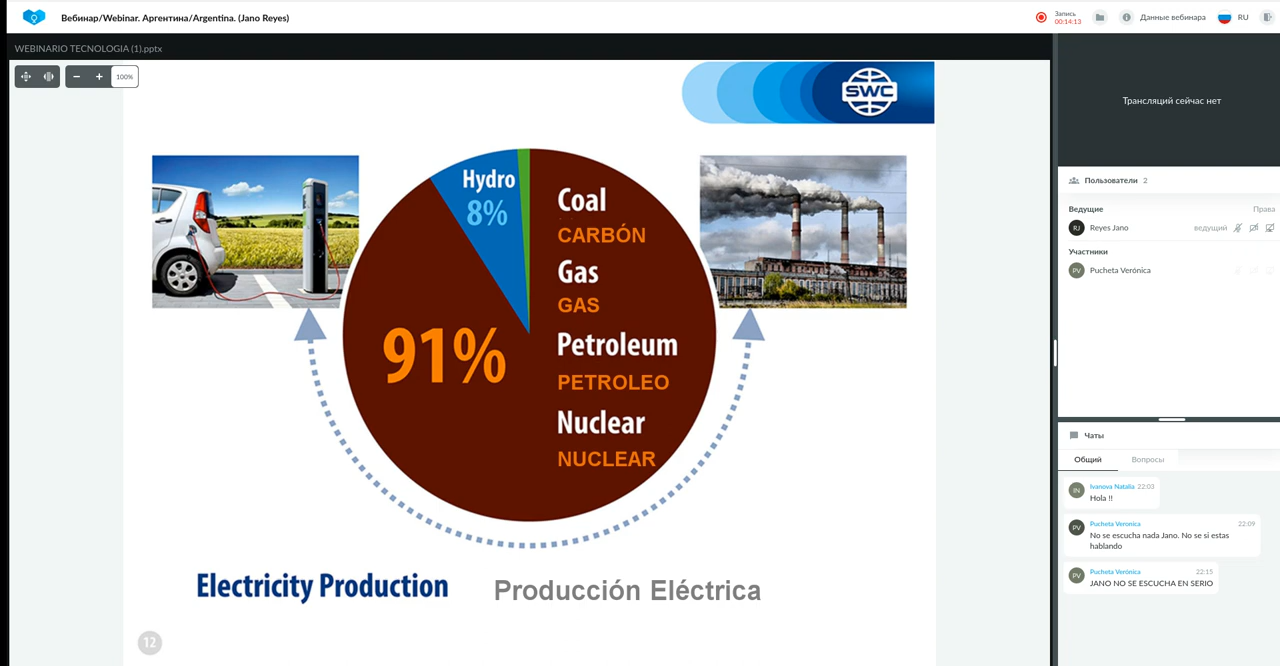 Вебинар/Webinar. Аргентина/Argentina. (Jano Reyes)
Запись
00:14:13
Данные вебинара
RU
WEBINARIO TECNOLOGIA (1).pptx
100%
SWC
Hydro
8%
91%
Coal
CARBÓN
Gas
GAS
Petroleum
PETROLEO
Nuclear
NUCLEAR
Electricity Production
Producción Eléctrica
12
Трансляций сейчас нет
Пользователи 2
Ведущие Права
RJ Reyes Jano ведущий
Участники
PV Pucheta Verónica
Чаты
Общий Вопросы
IN Ivanova Natalia 22:03
Hola !!
PV Pucheta Veronica 22:09
No se escucha nada Jano. No se si estas
hablando
PV Pucheta Verónica 22:15
JANO NO SE ESCUCHA EN SERIO